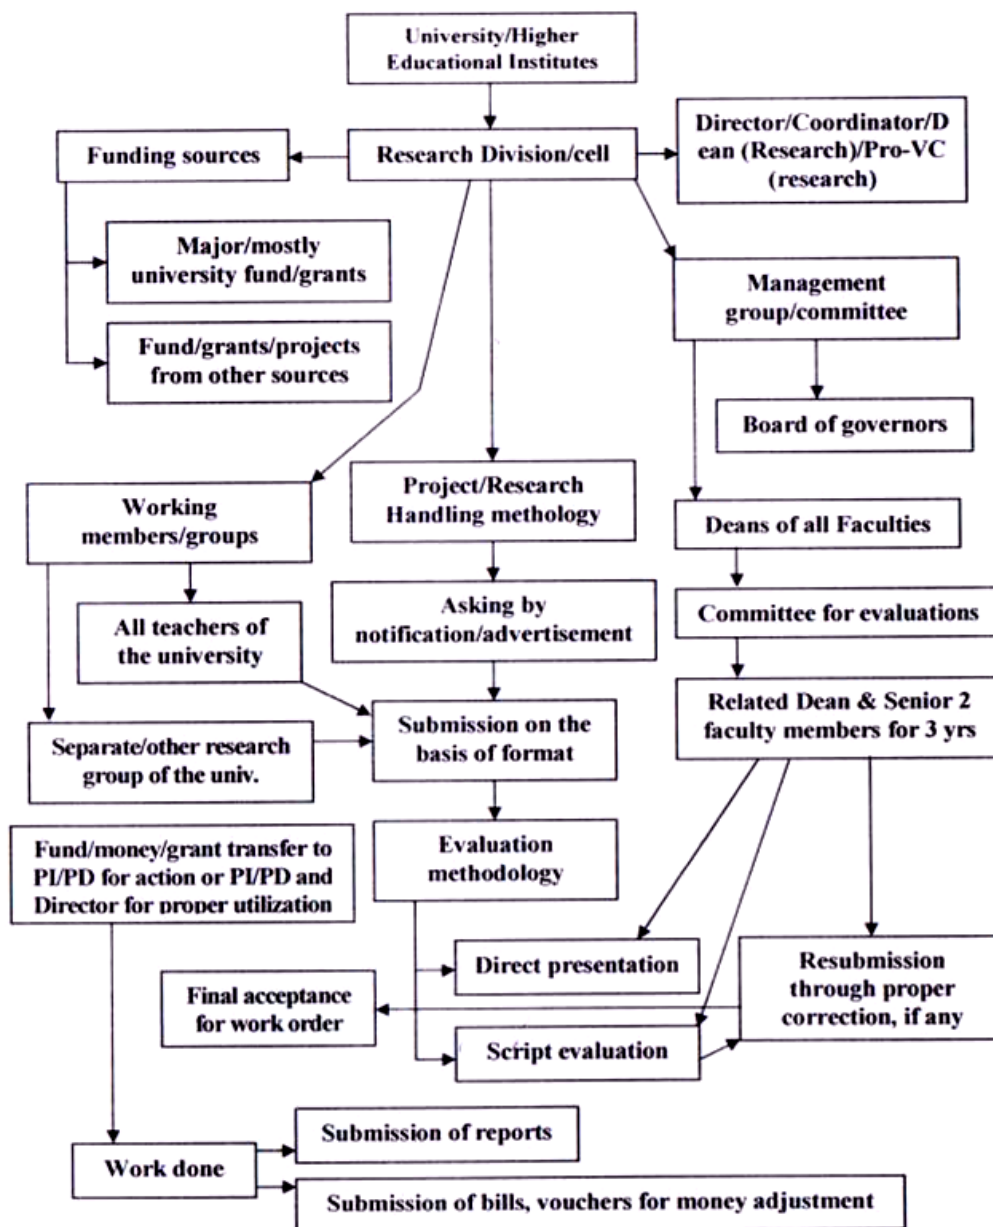 University/Higher
Educational Institutes
Director/Coordinator/D
ean (Research)/Pro-VC
(research)
Funding sources
Research Division/cell
Major/mostly
university fund/grants
Management
group/committee
Fund/grants/projects
from other sources
Board of governors
Working
members/groups
Project/Research
Handling methology
Deans of all Faculties
All teachers of
the university
Asking by
notification/advertisement
Committee for evaluations
Separate/other research
group of the univ.
Submission on the
basis of format
Related Dean & Senior 2
faculty members for 3 yrs
Fund/money/grant transfer to
PI/PD for action or PI/PD and
Director for proper utilization
Evaluation
methodology
Direct presentation
Resubmission
through proper
correction, if any
Final acceptance
for work order
Script evaluation
Work done
Submission of reports
Submission of bills, vouchers for money adjustment